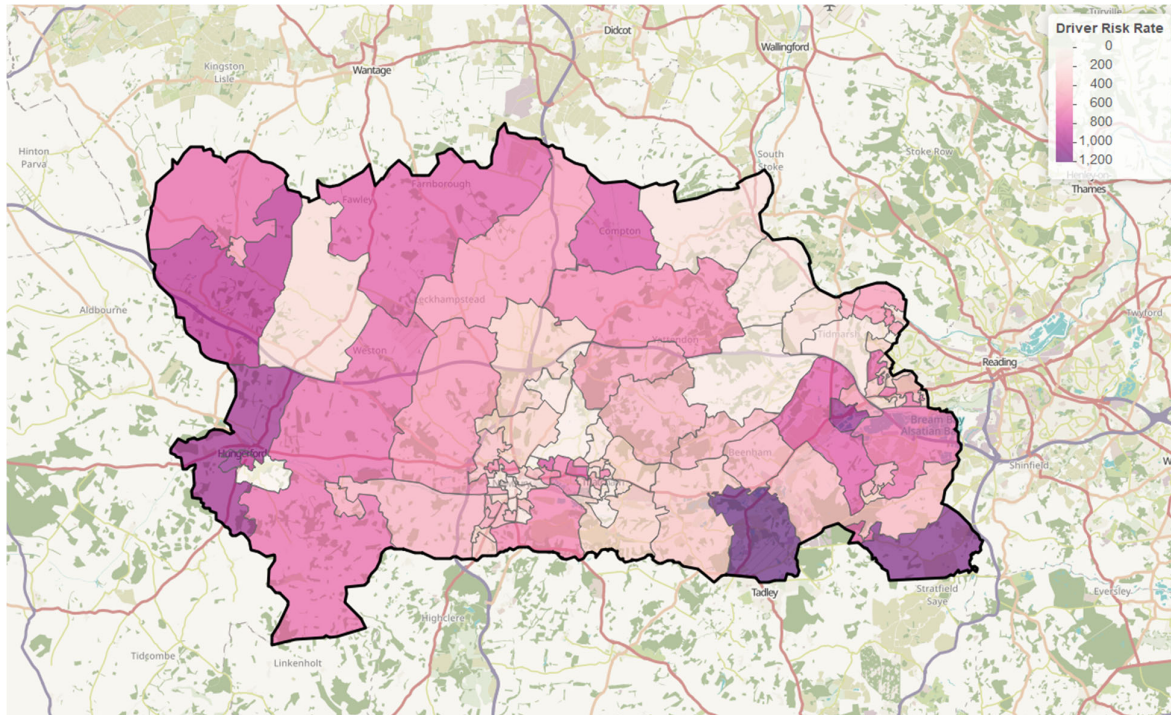 Turville
Driver Risk Rate
0
200
400
600
800
1,000
1,200
Didcot
Wallingford
Kingston
Lisle
Wantage
Hinton
Parva
South
Stoke
Stoke Row
Henley-on-
Thames
Farnborough
Fawley
Compton
Aldbourne
Leckhampstead
Twyford
Tidmarsh
Weston
Yattendon
Reading
Hungerford
Beenham
Shinfield
Tadley
Stratfield
Saye
Eversley
Highclere
Tidcombe
Linkenholt